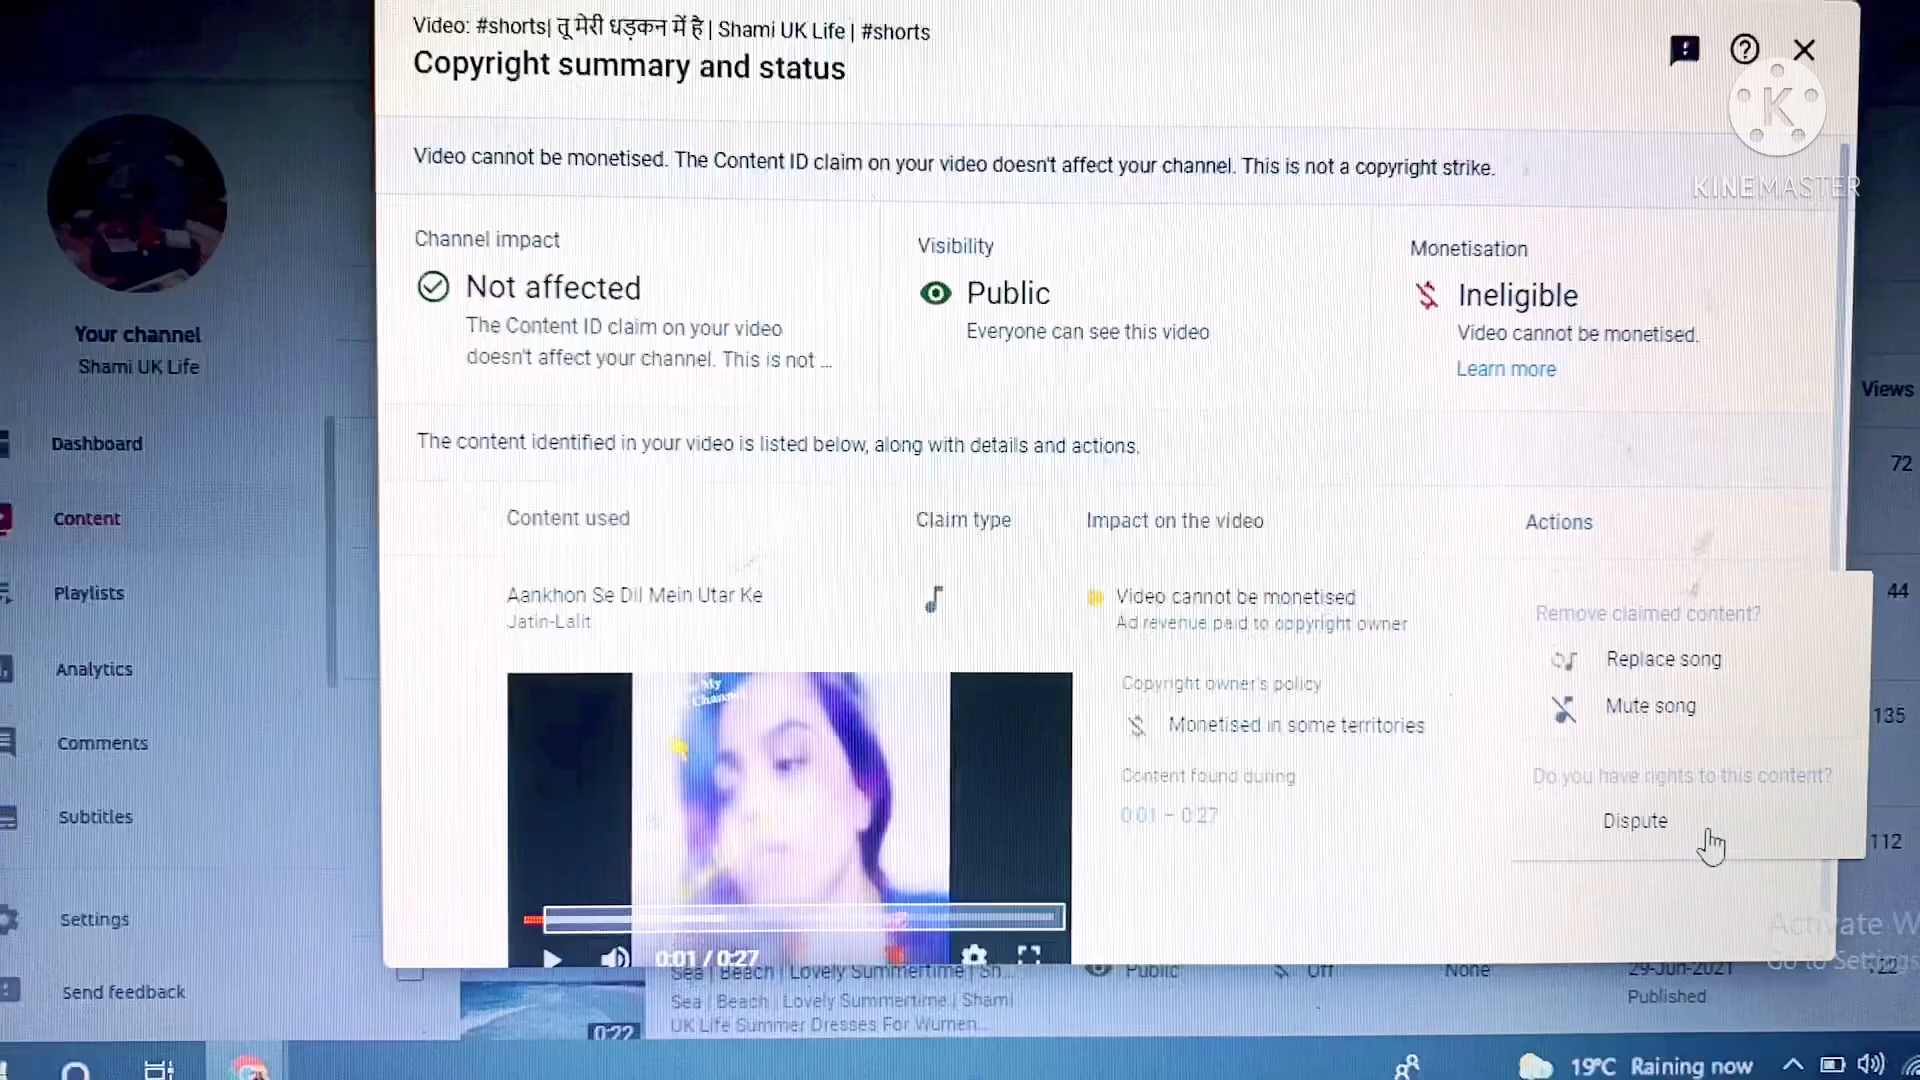 Video: #shorts| तू मेरी धड़कन में है | Shami UK Life | #shorts
Copyright summary and status
K
KINEMASTER
Video cannot be monetised. The Content ID claim on your video doesn't affect your channel. This is not a copyright strike.
Channel impact
Not affected
The Content ID claim on your video
doesn't affect your channel. This is not ...
Visibility
Public
Everyone can see this video
Monetisation
Ineligible
Video cannot be monetised.
Learn more
Your channel
Shami UK Life
Dashboard
Content
Playlists
Analytics
Comments
Subtitles
Settings
Send feedback
The content identified in your video is listed below, along with details and actions.
Content used
Claim type
Impact on the video
Actions
Aankhon Se Dil Mein Utar Ke
Jatin-Lalit
Video cannot be monetised
Ad revenue paid to copyright owner
Copyright owner's policy
Monetised in some territories
Content found during
0:01 – 0:27
Remove claimed content?
Replace song
Mute song
Do you have rights to this content?
Dispute
My
Channel
0:01 / 0:27
Views
72
44
135
112
122
Activate W
Go to Settings
Sea | Beach | Lovely Summertime | Sh...
Sea | Beach | Lovely Summertime | Shami
UK Life Summer Dresses For Women...
0:22
Public
Off
None
29-Jun-2021
Published
19°C Raining now